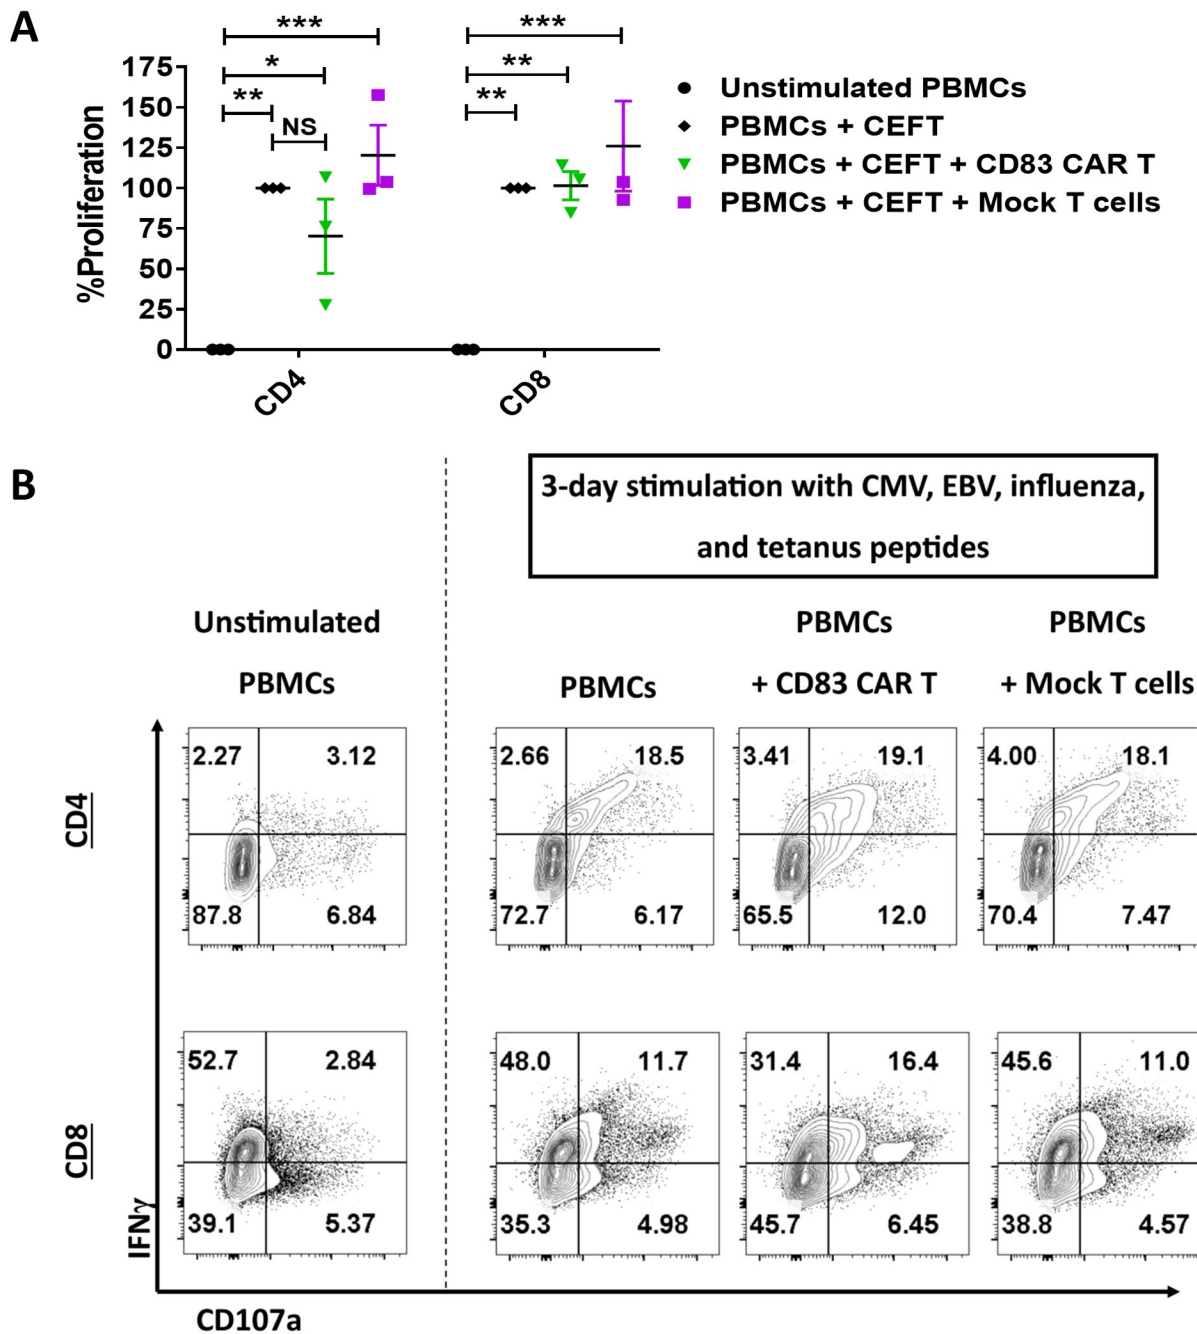 A
***
***
*
**
**
**
NS
175
150
125
100
75
50
25
0
%Proliferation
CD4
CD8
Unstimulated PBMCs
PBMCs + CEFT
PBMCs + CEFT + CD83 CAR T
PBMCs + CEFT + Mock T cells
B
3-day stimulation with CMV, EBV, influenza,
and tetanus peptides
Unstimulated
PBMCs
PBMCs
PBMCs
+ CD83 CAR T
PBMCs
+ Mock T cells
CD4
2.27 3.12
87.8 6.84
2.66 18.5
72.7 6.17
3.41 19.1
65.5 12.0
4.00 18.1
70.4 7.47
CD8
52.7 2.84
39.1 5.37
48.0 11.7
35.3 4.98
31.4 16.4
45.7 6.45
45.6 11.0
38.8 4.57
IFNγ
CD107a